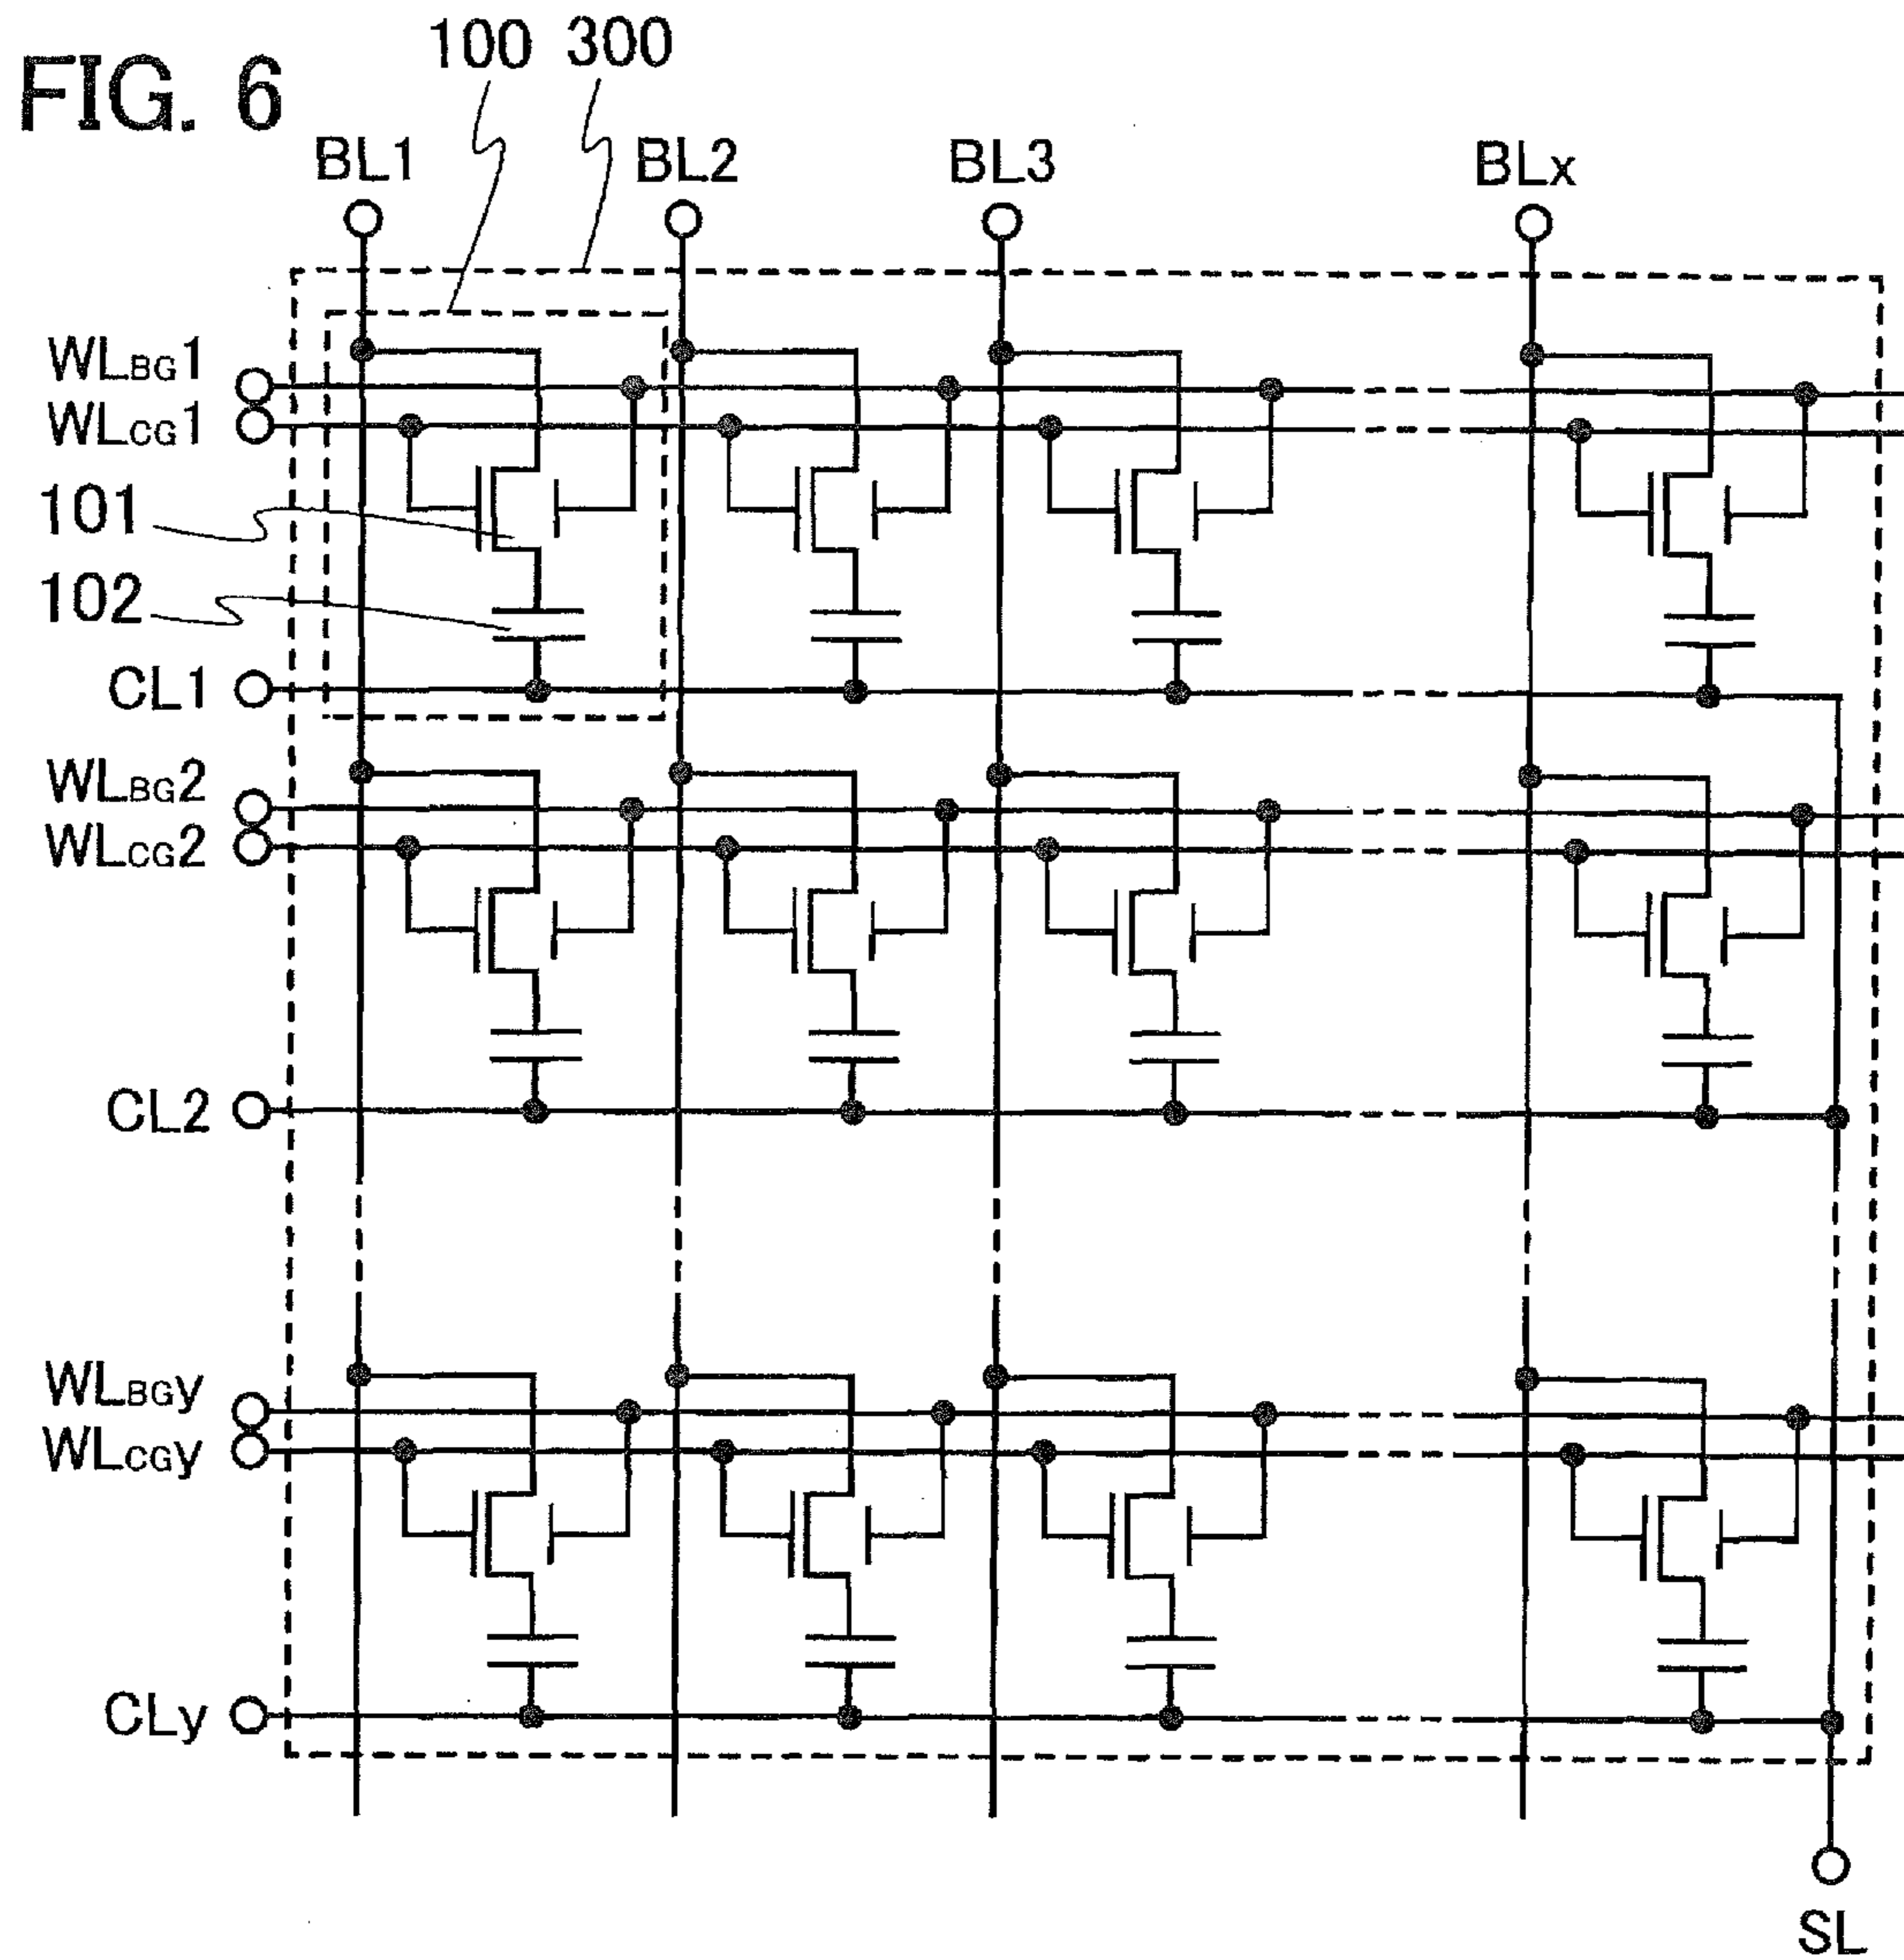 FIG. 6
100 300
BL1 BL2 BL3 BLx
WLBG1
WLCG1
101
102
CL1
WLBG2
WLCG2
CL2
WLBGy
WLCGy
CLy
SL